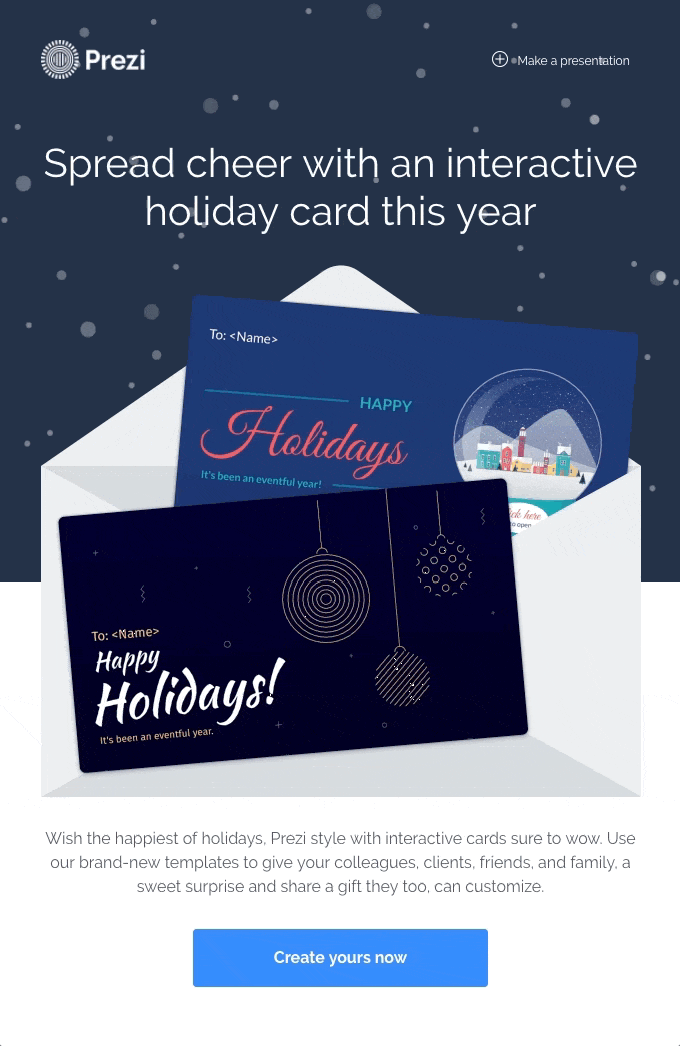 Prezi
Make a presentation
Spread cheer with an interactive
holiday card this year
To: <Name>
HAPPY
Holidays
It's been an eventful year!
here
to open
To: <Name>
Happy
Holidays!
It's been an eventful year.
Wish the happiest of holidays, Prezi style with interactive cards sure to wow. Use
our brand-new templates to give your colleagues, clients, friends, and family, a
sweet surprise and share a gift they too, can customize.
Create yours now